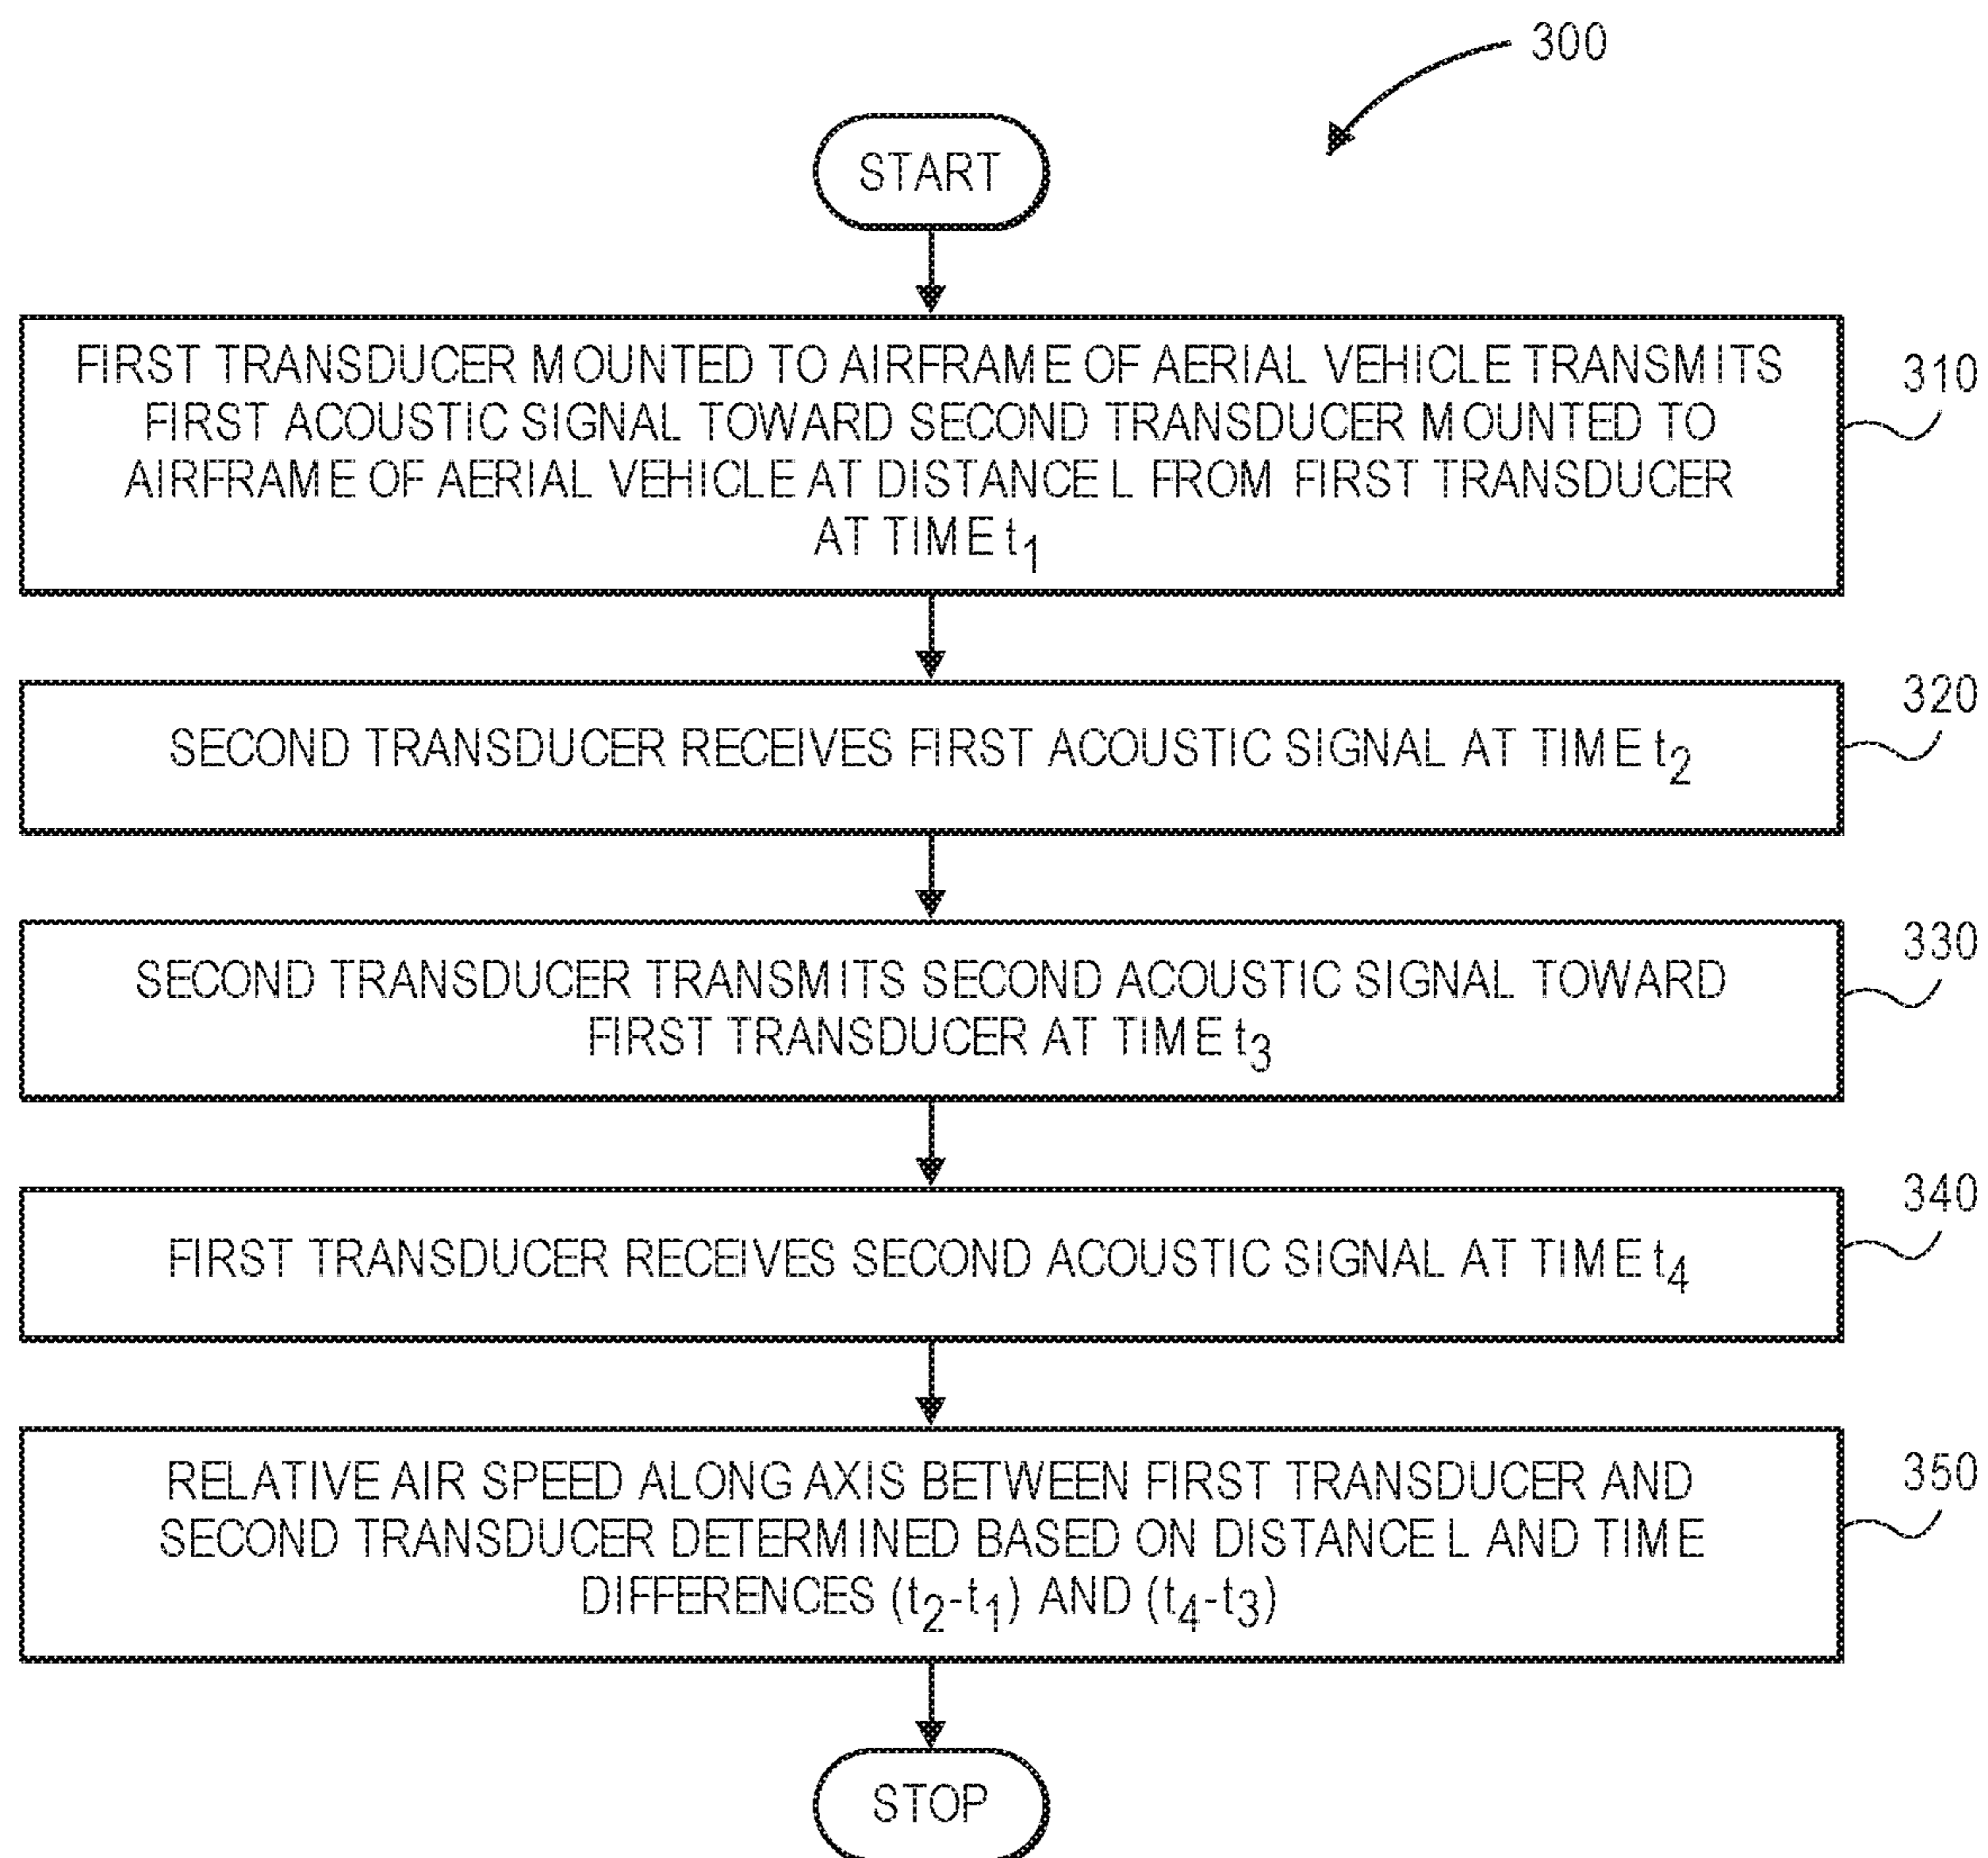 300
START
FIRST TRANSDUCER MOUNTED TO AIRFRAME OF AERIAL VEHICLE TRANSMITS
FIRST ACOUSTIC SIGNAL TOWARD SECOND TRANSDUCER MOUNTED TO
AIRFRAME OF AERIAL VEHICLE AT DISTANCE L FROM FIRST TRANSDUCER
AT TIME t₁
310
SECOND TRANSDUCER RECEIVES FIRST ACOUSTIC SIGNAL AT TIME t₂
320
SECOND TRANSDUCER TRANSMITS SECOND ACOUSTIC SIGNAL TOWARD
FIRST TRANSDUCER AT TIME t₃
330
FIRST TRANSDUCER RECEIVES SECOND ACOUSTIC SIGNAL AT TIME t₄
340
RELATIVE AIR SPEED ALONG AXIS BETWEEN FIRST TRANSDUCER AND
SECOND TRANSDUCER DETERMINED BASED ON DISTANCE L AND TIME
DIFFERENCES (t₂-t₁) AND (t₄-t₃)
350
STOP